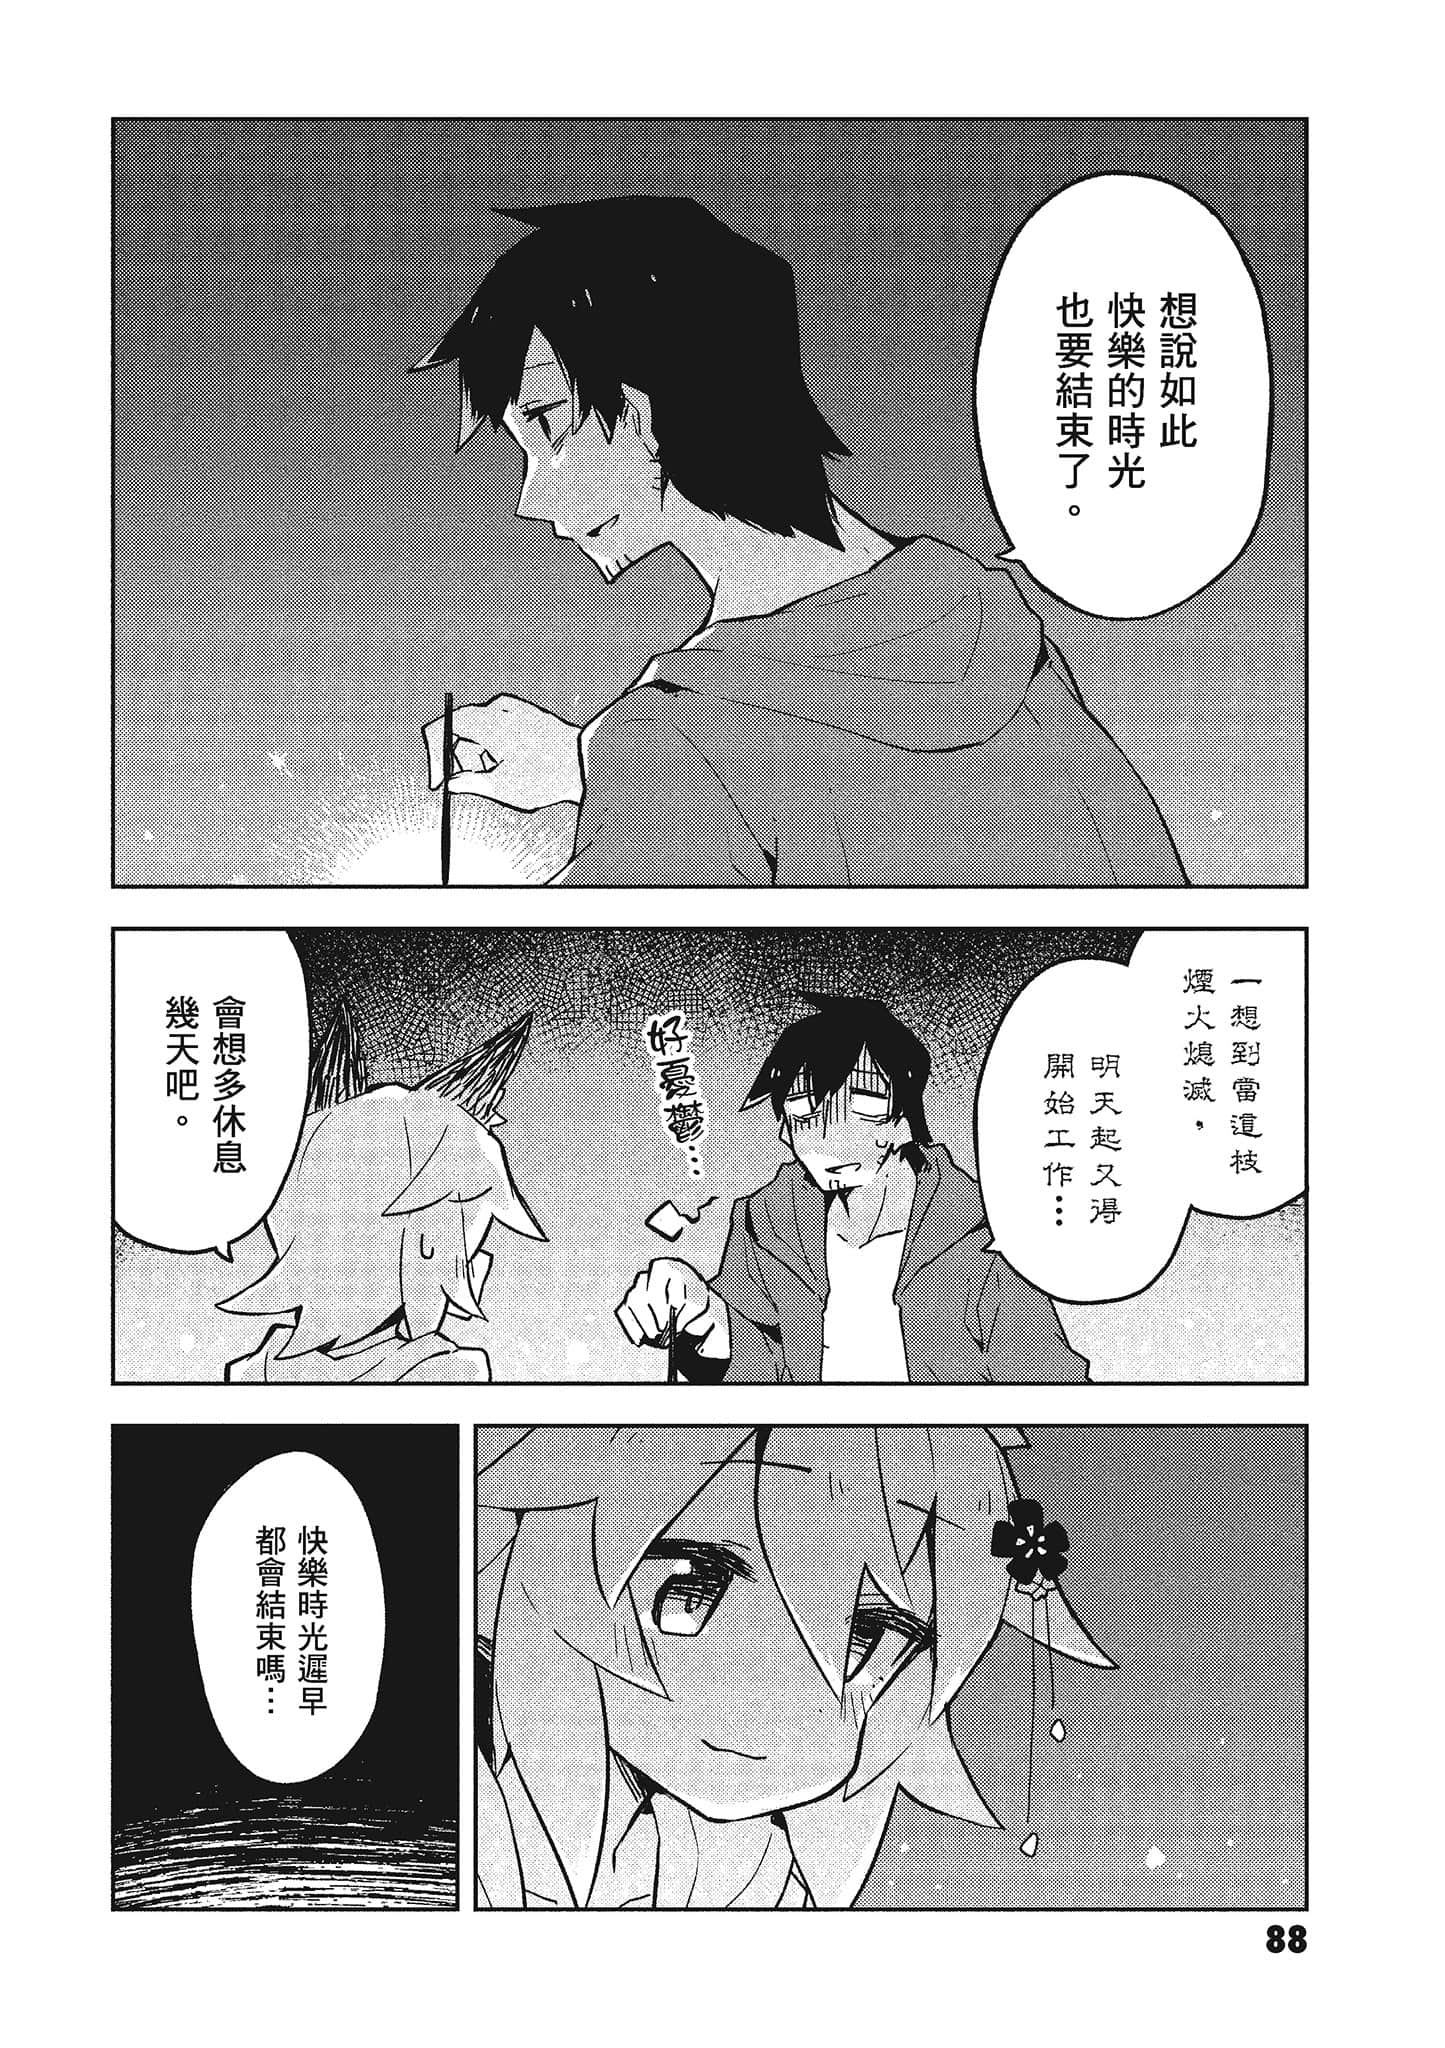 想說如此
快樂的時光
也要結束了。
一想到當這枝
煙火熄滅，
明天起又得
開始工作…
好憂鬱…
會想多休息
幾天吧。
快樂時光遲早
都會結束嗎…
88